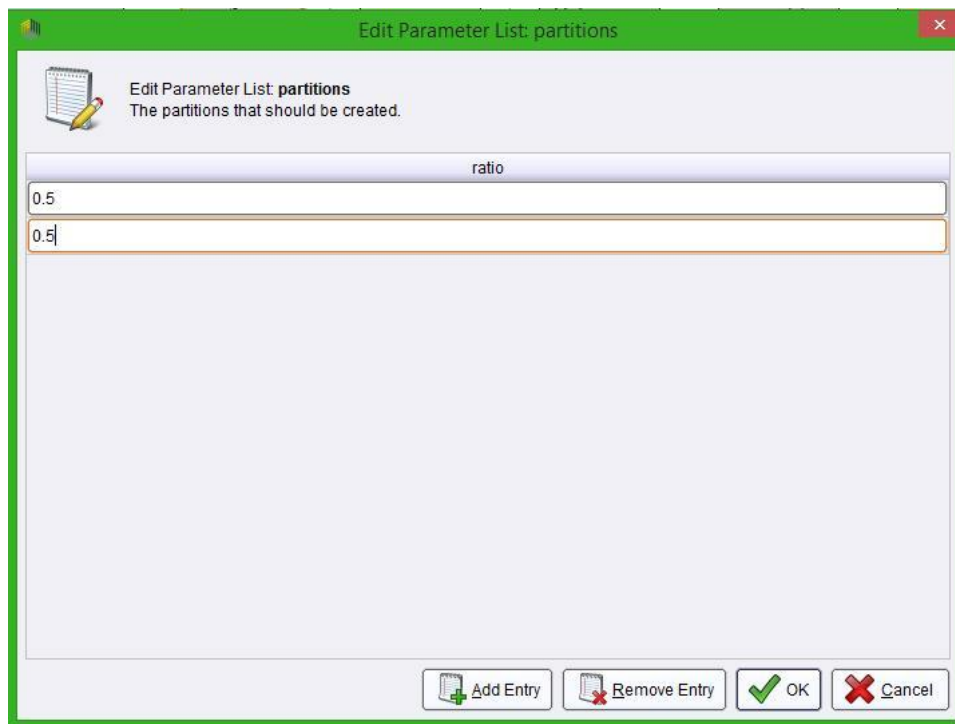 Edit Parameter List: partitions
Edit Parameter List: partitions
The partitions that should be created.
ratio
0.5
0.5
Add Entry
Remove Entry
OK
Cancel